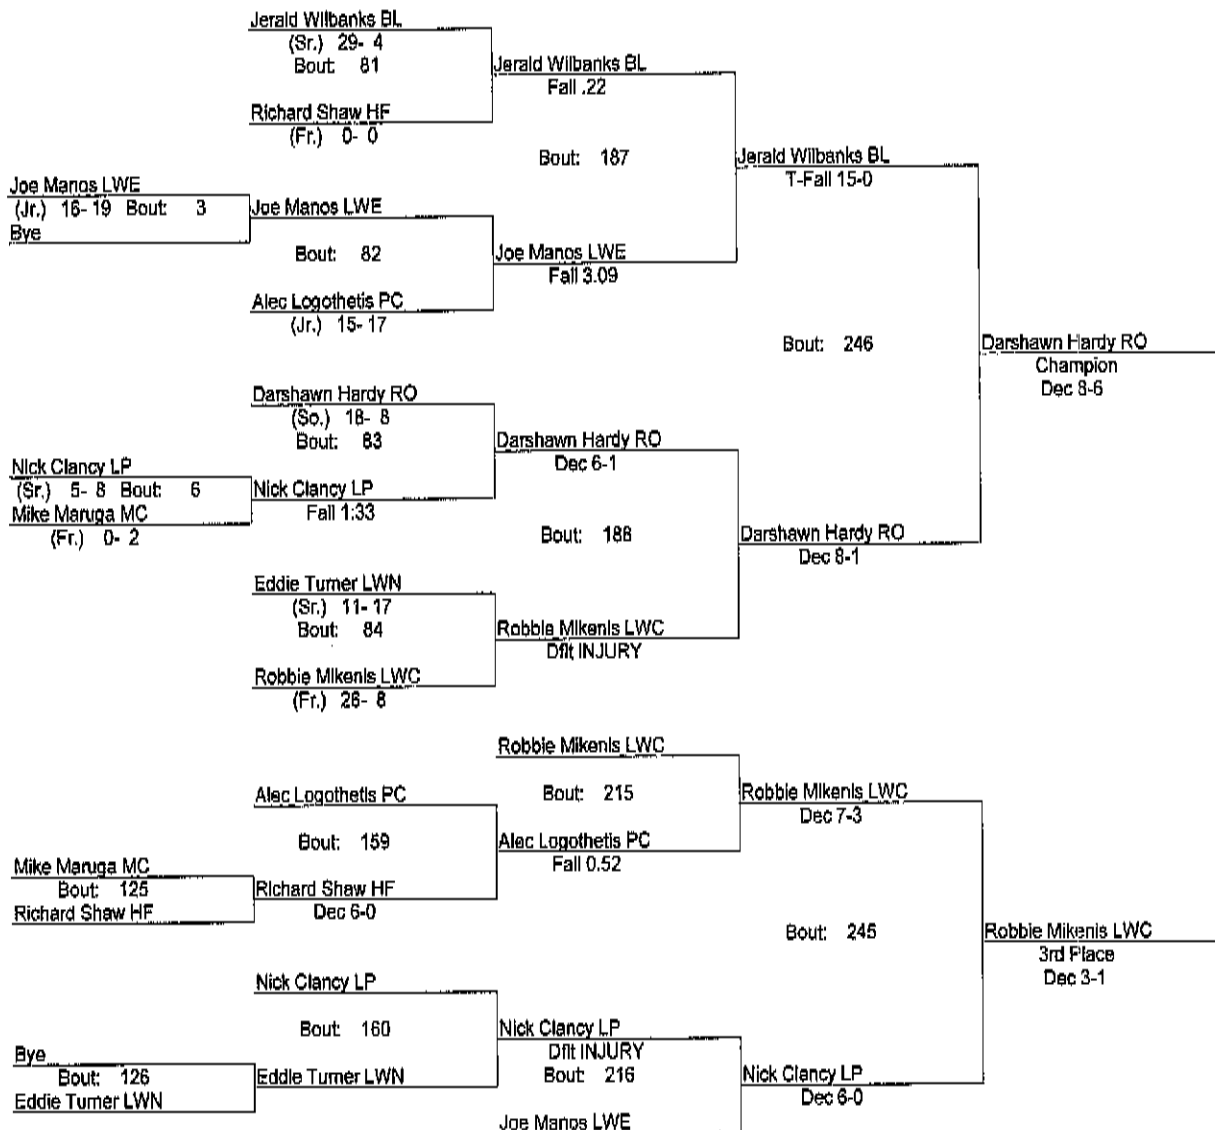 Jerald Wilbanks BL
(Sr.) 29- 4
Bout: 81
Jerald Wilbanks BL
Fall .22
Richard Shaw HF
(Fr.) 0- 0
Bout: 187
Jerald Wilbanks BL
T-Fall 15-0
Joe Manos LWE
(Jr.) 16- 19 Bout: 3
Bye
Joe Manos LWE
Bout: 82
Joe Manos LWE
Fall 3.09
Alec Logothetis PC
(Jr.) 15- 17
Bout: 246
Darshawn Hardy RO
Champion
Dec 8-6
Darshawn Hardy RO
(So.) 18- 8
Bout: 83
Darshawn Hardy RO
Dec 6-1
Nick Clancy LP
(Sr.) 5- 8 Bout: 6
Mike Maruga MC
(Fr.) 0- 2
Nick Clancy LP
Fall 1:33
Bout: 188
Darshawn Hardy RO
Dec 8-1
Eddie Turner LWN
(Sr.) 11- 17
Bout: 84
Robbie Mikenis LWC
Dflt INJURY
Robbie Mikenis LWC
(Fr.) 26- 8
Robbie Mikenis LWC
Bout: 215
Robbie Mikenis LWC
Dec 7-3
Alec Logothetis PC
Bout: 159
Alec Logothetis PC
Fall 0.52
Mike Maruga MC
Bout: 125
Richard Shaw HF
Richard Shaw HF
Dec 6-0
Bout: 245
Robbie Mikenis LWC
3rd Place
Dec 3-1
Nick Clancy LP
Bout: 160
Nick Clancy LP
Dflt INJURY
Bout: 216
Bye
Bout: 126
Eddie Turner LWN
Eddie Turner LWN
Nick Clancy LP
Dec 6-0
Joe Manos LWE